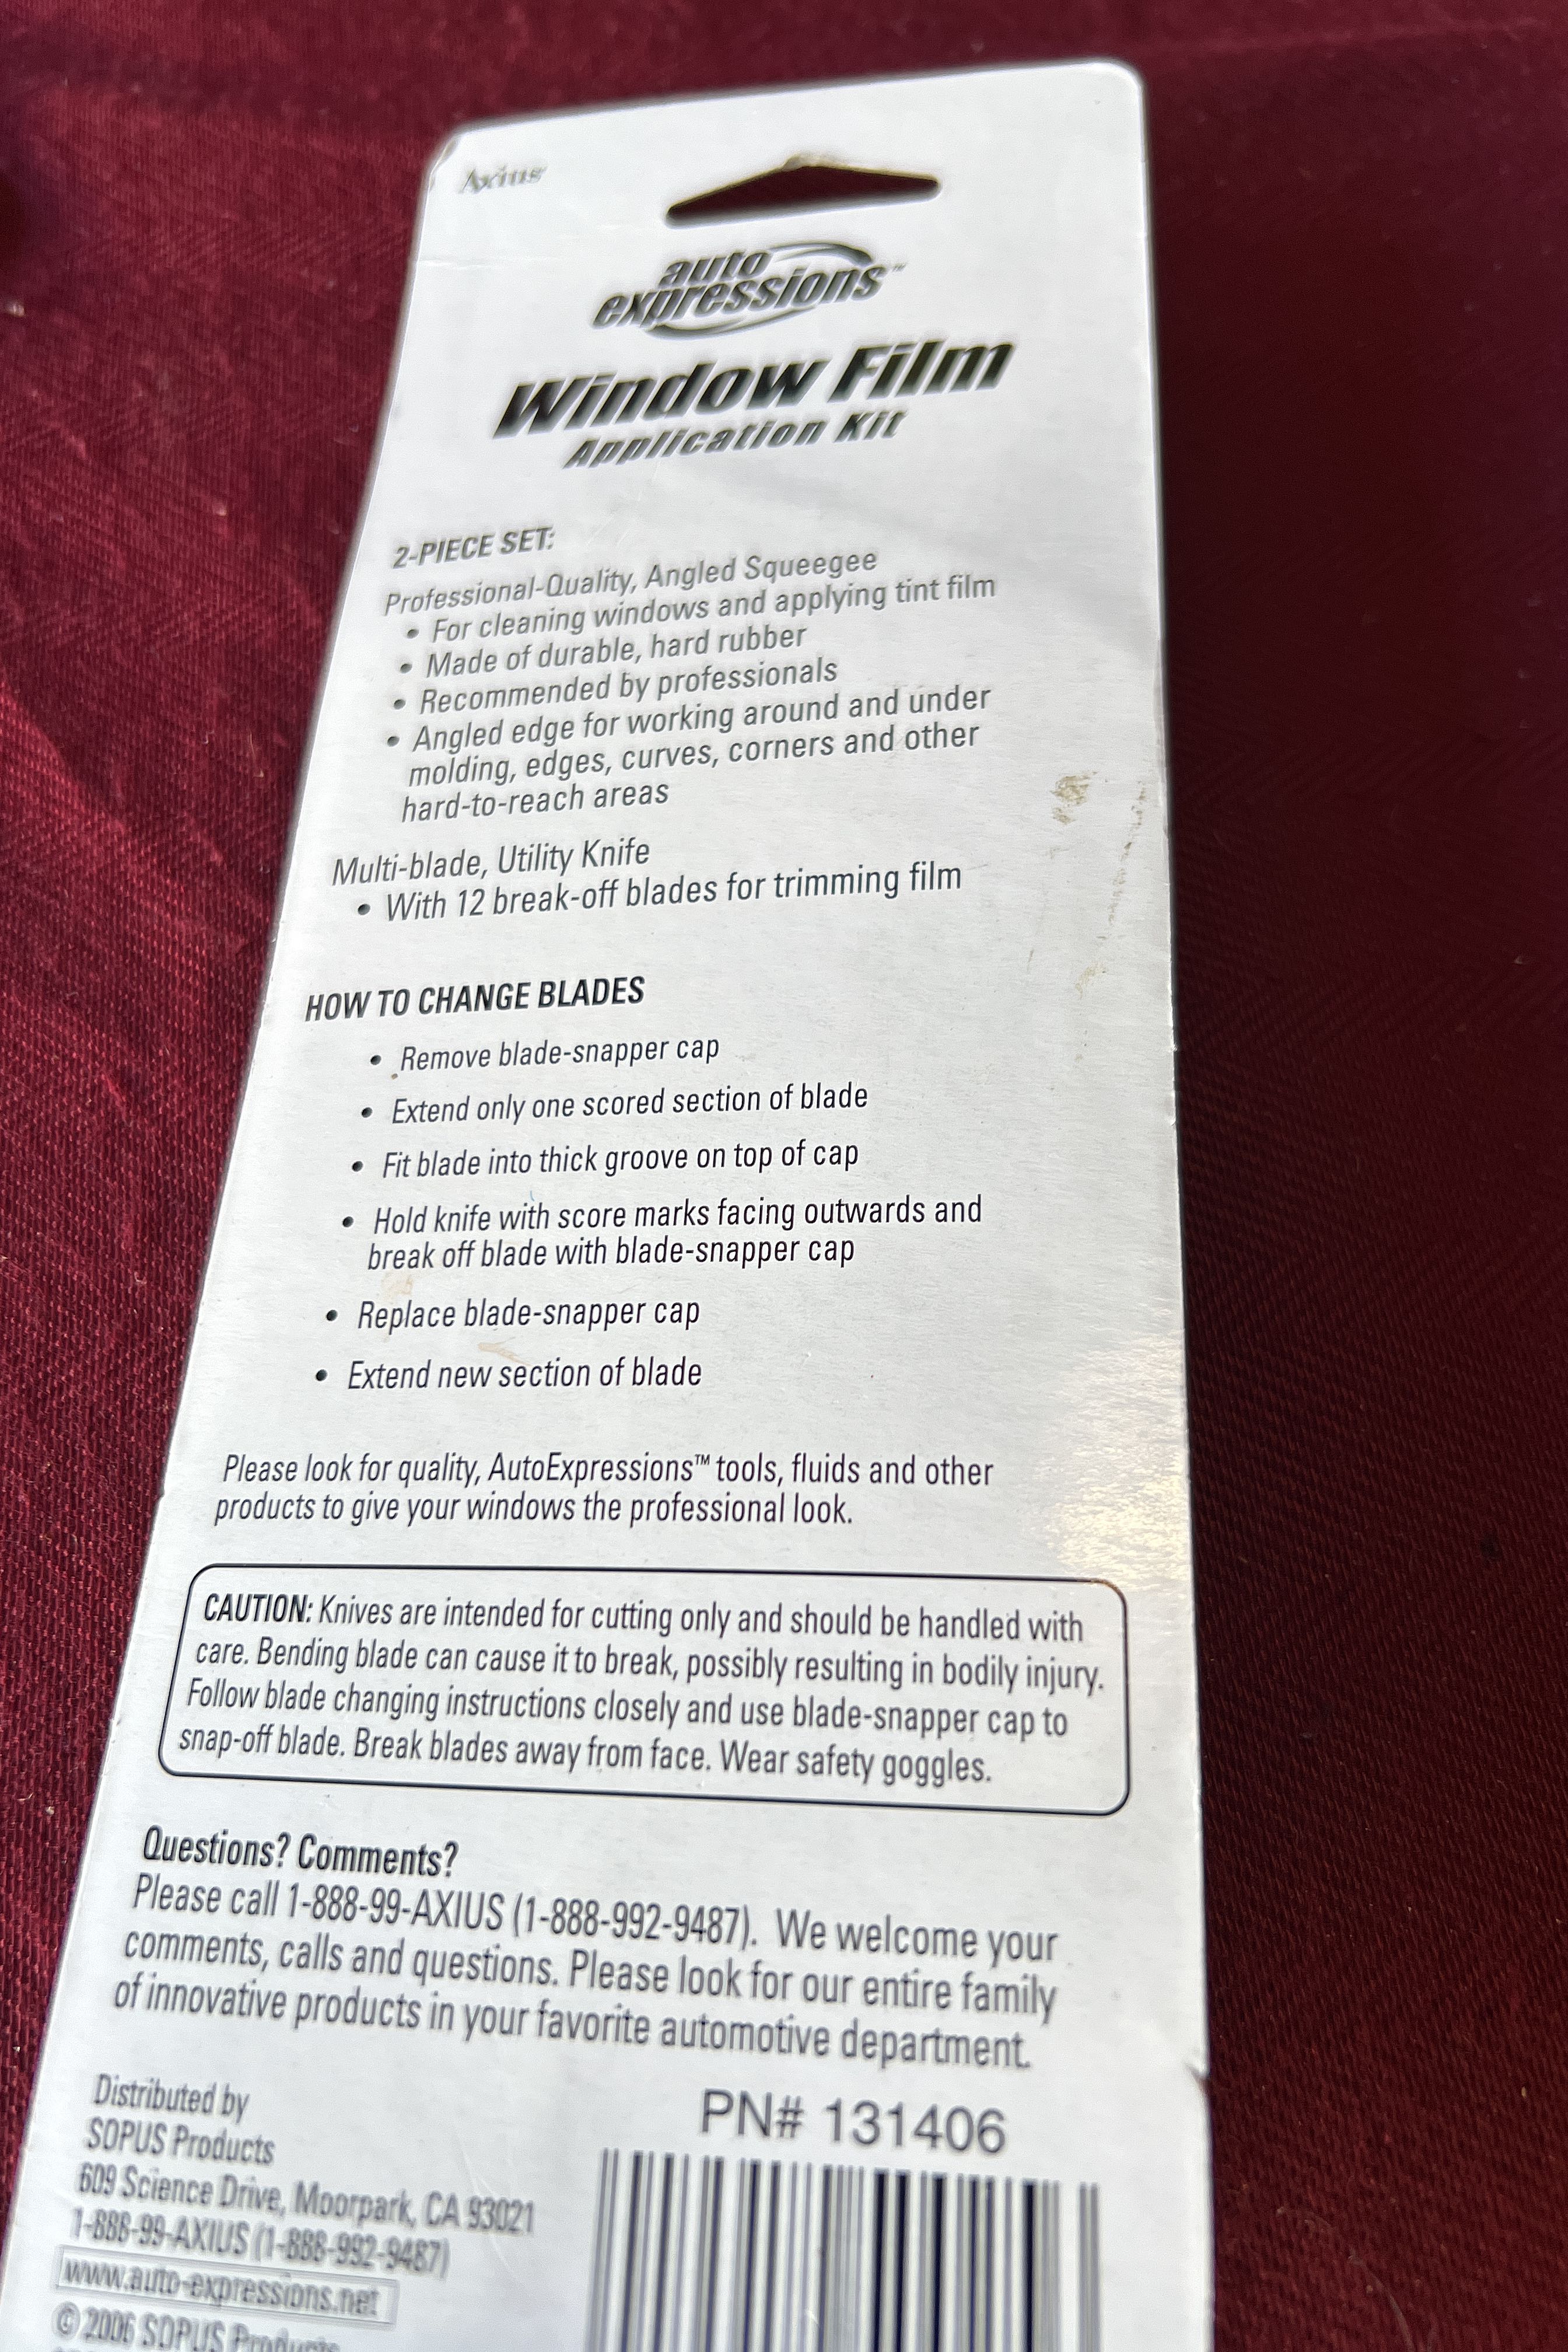 Axius
auto
expressions™
Window Film
Application Kit
2-PIECE SET:
Professional-Quality, Angled Squeegee
• For cleaning windows and applying tint film
• Made of durable, hard rubber
• Recommended by professionals
• Angled edge for working around and under
molding, edges, curves, corners and other
hard-to-reach areas
Multi-blade, Utility Knife
• With 12 break-off blades for trimming film
HOW TO CHANGE BLADES
• Remove blade-snapper cap
• Extend only one scored section of blade
• Fit blade into thick groove on top of cap
• Hold knife with score marks facing outwards and
break off blade with blade-snapper cap
• Replace blade-snapper cap
• Extend new section of blade
Please look for quality, AutoExpressions™ tools, fluids and other
products to give your windows the professional look.
CAUTION: Knives are intended for cutting only and should be handled with
care. Bending blade can cause it to break, possibly resulting in bodily injury.
Follow blade changing instructions closely and use blade-snapper cap to
snap-off blade. Break blades away from face. Wear safety goggles.
Questions? Comments?
Please call 1-888-99-AXIUS (1-888-992-9487). We welcome your
comments, calls and questions. Please look for our entire family
of innovative products in your favorite automotive department.
Distributed by
SOPUS Products
609 Science Drive, Moorpark, CA 93021
1-888-99-AXIUS (1-888-992-9487)
www.auto-expressions.net
© 2006 SOPUS Products
PN# 131406